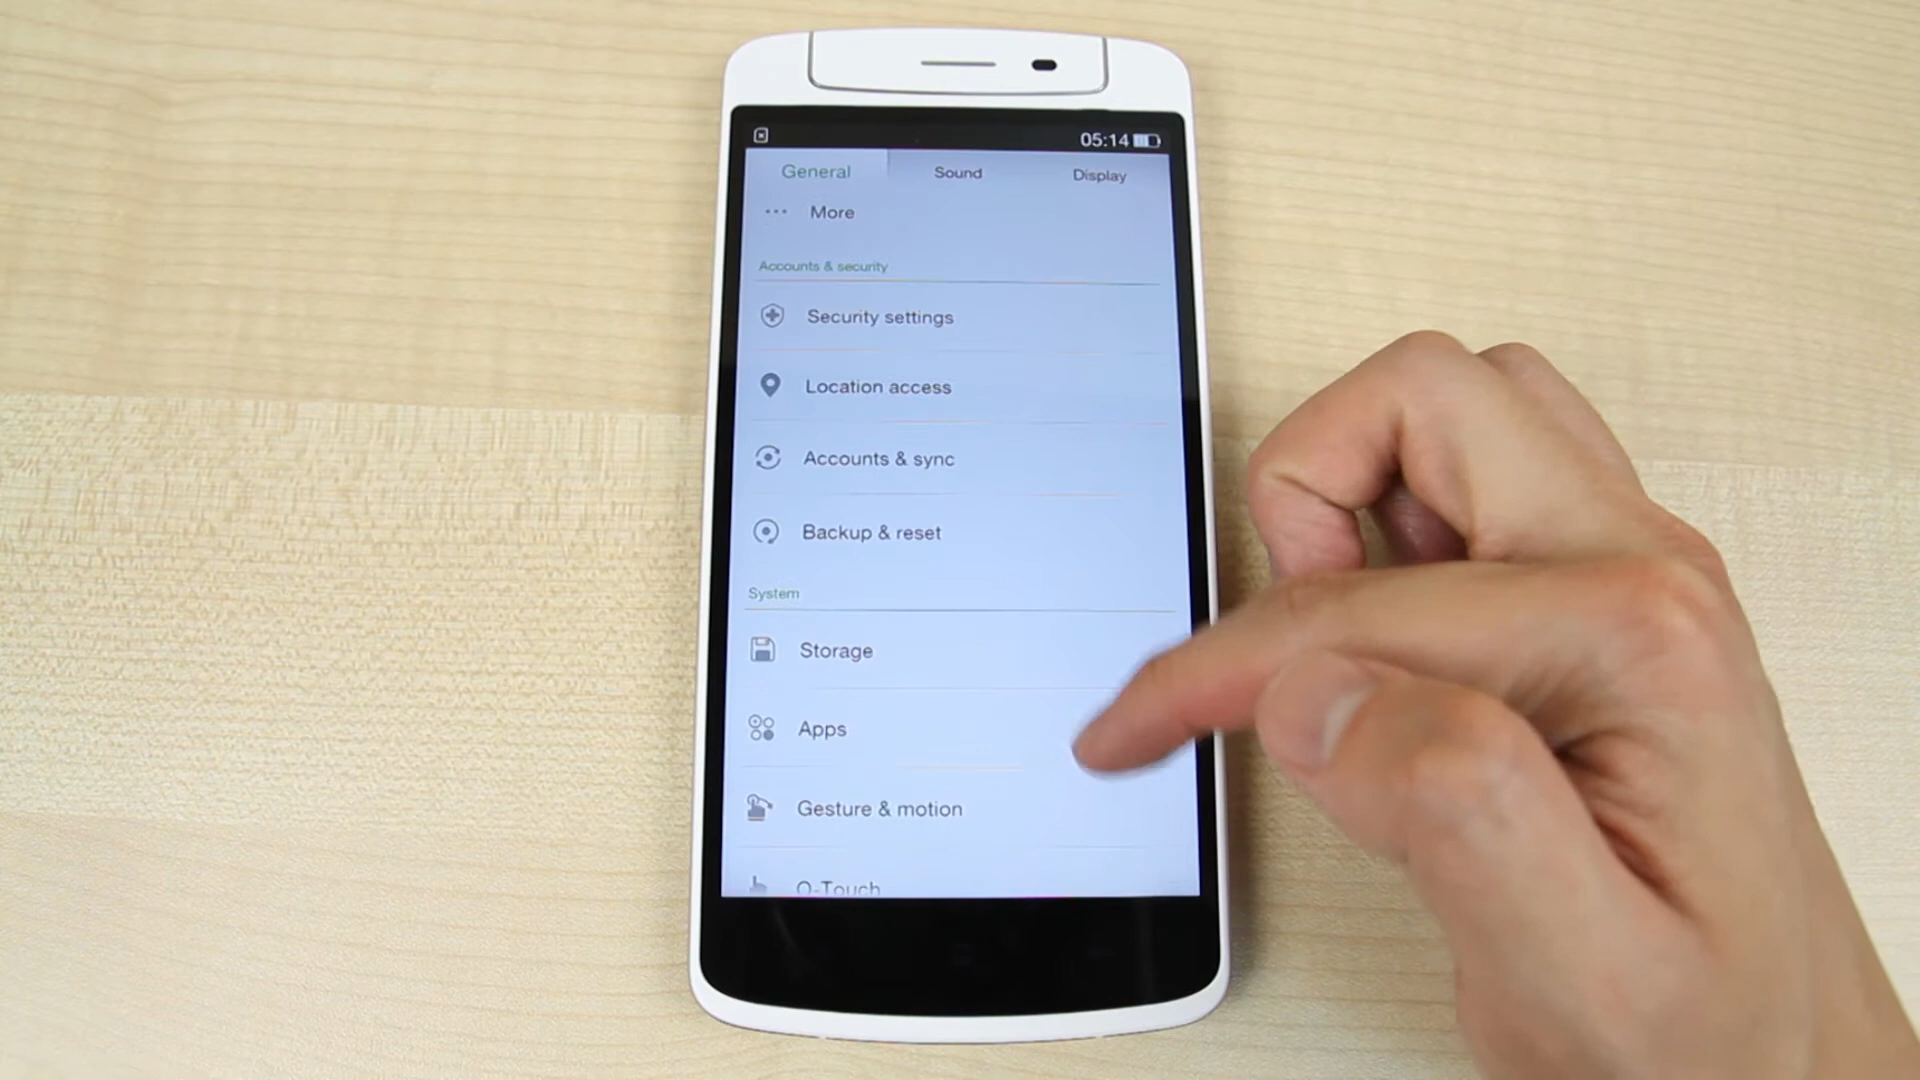 05:14
General Sound Display
More
Accounts & security
Security settings
Location access
Accounts & sync
Backup & reset
System
Storage
Apps
Gesture & motion
O-Touch